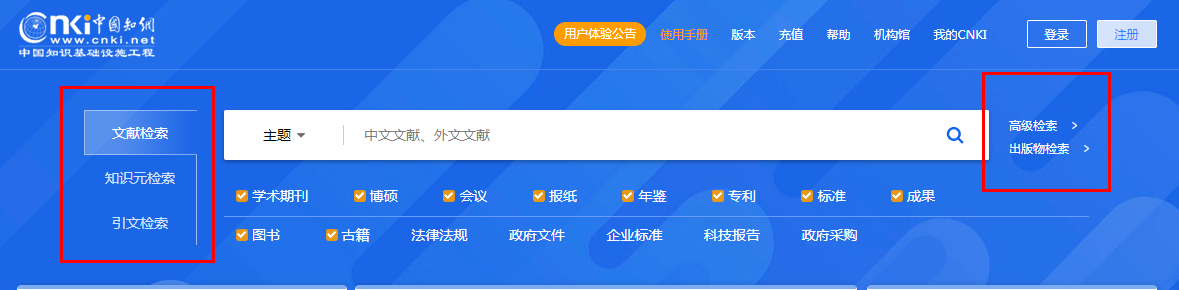 CNKI中国知网
www.cnki.net
中国知识基础设施工程
用户体验公告 使用手册 版本 充值 帮助 机构馆 我的CNKI 登录 注册
文献检索
知识元检索
引文检索
主题 中文文献、外文文献
高级检索 >
出版物检索 >
学术期刊 博硕 会议 报纸 年鉴 专利 标准 成果
图书 古籍 法律法规 政府文件 企业标准 科技报告 政府采购